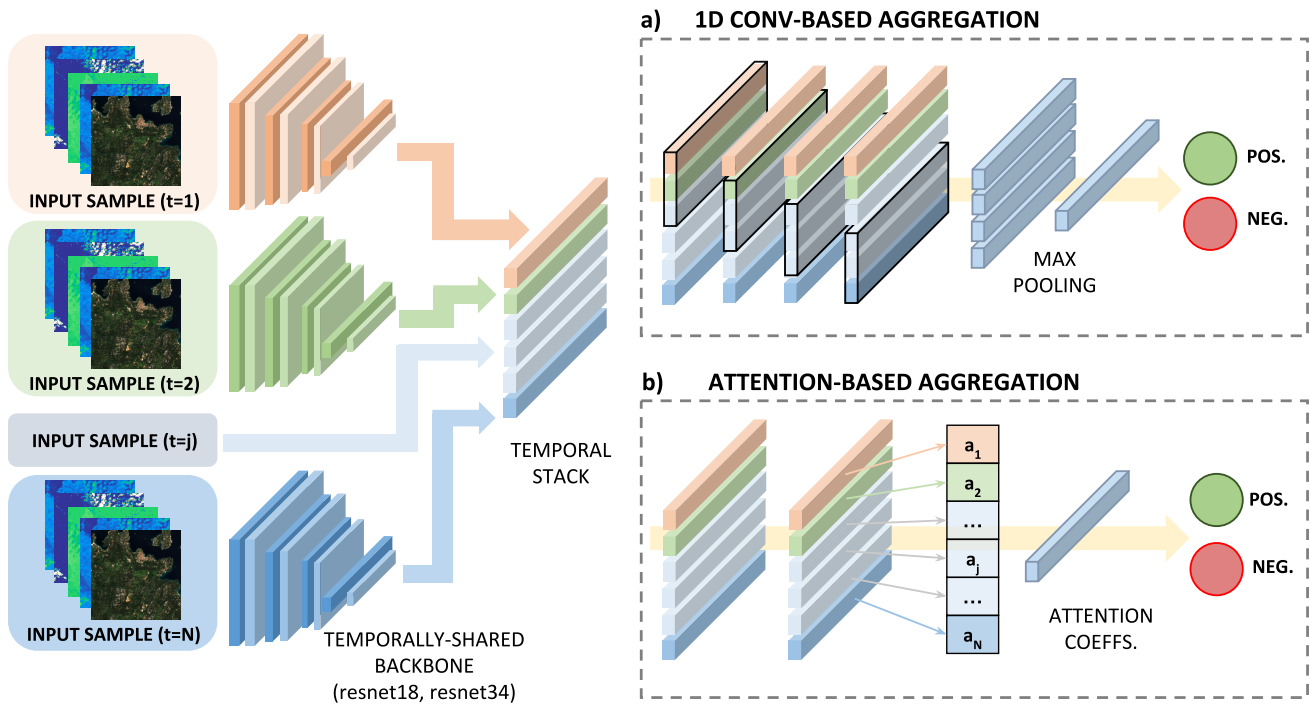 INPUT SAMPLE (t=1)
INPUT SAMPLE (t=2)
INPUT SAMPLE (t=j)
INPUT SAMPLE (t=N)
TEMPORALLY-SHARED
BACKBONE
(resnet18, resnet34)
TEMPORAL
STACK
a) 1D CONV-BASED AGGREGATION
MAX
POOLING
POS.
NEG.
b) ATTENTION-BASED AGGREGATION
a1
a2
...
aj
...
aN
ATTENTION
COEFFS.
POS.
NEG.